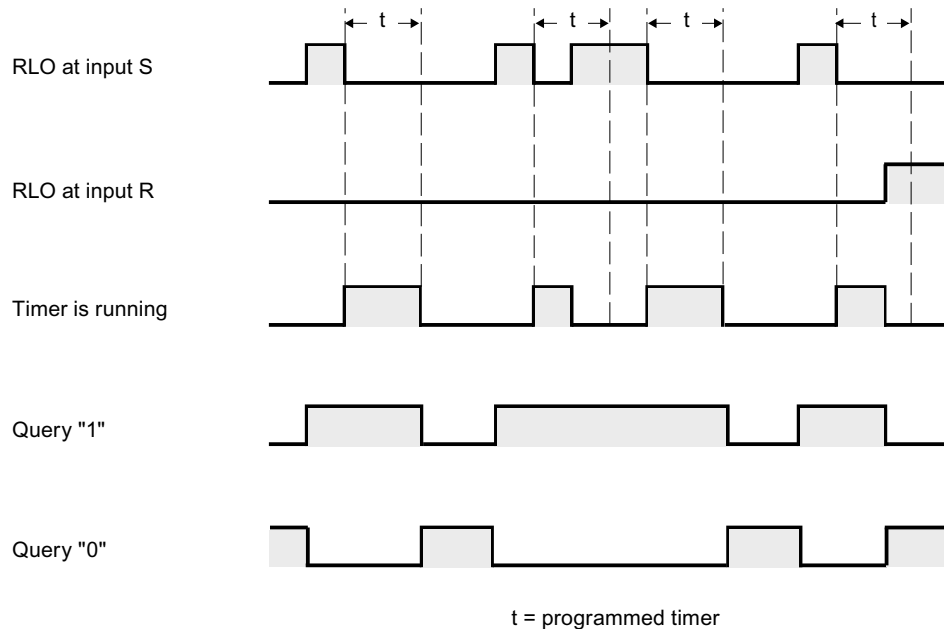 t t t t
RLO at input S
RLO at input R
Timer is running
Query "1"
Query "0"
t = programmed timer